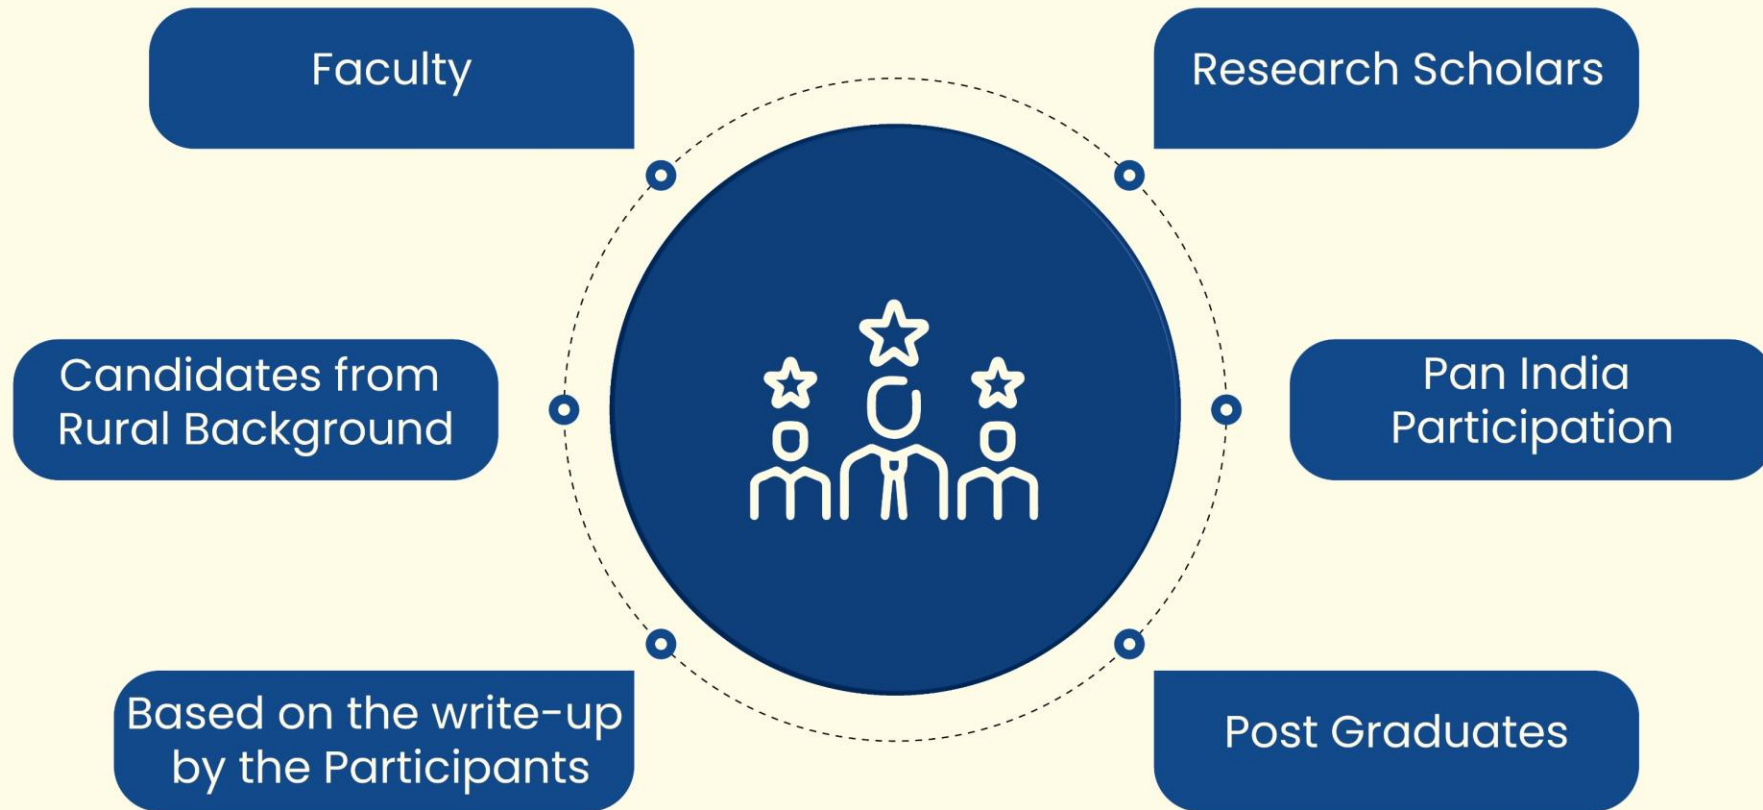 Faculty
Research Scholars
Candidates from
Rural Background
Pan India
Participation
Based on the write-up
by the Participants
Post Graduates